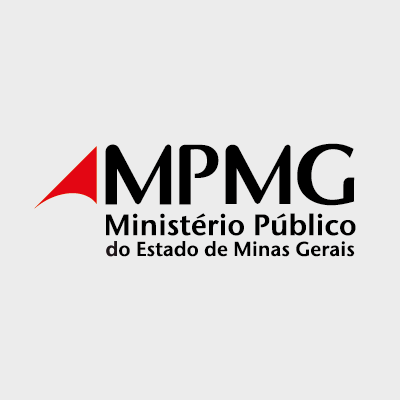 MPMG
Ministério Público
do Estado de Minas Gerais